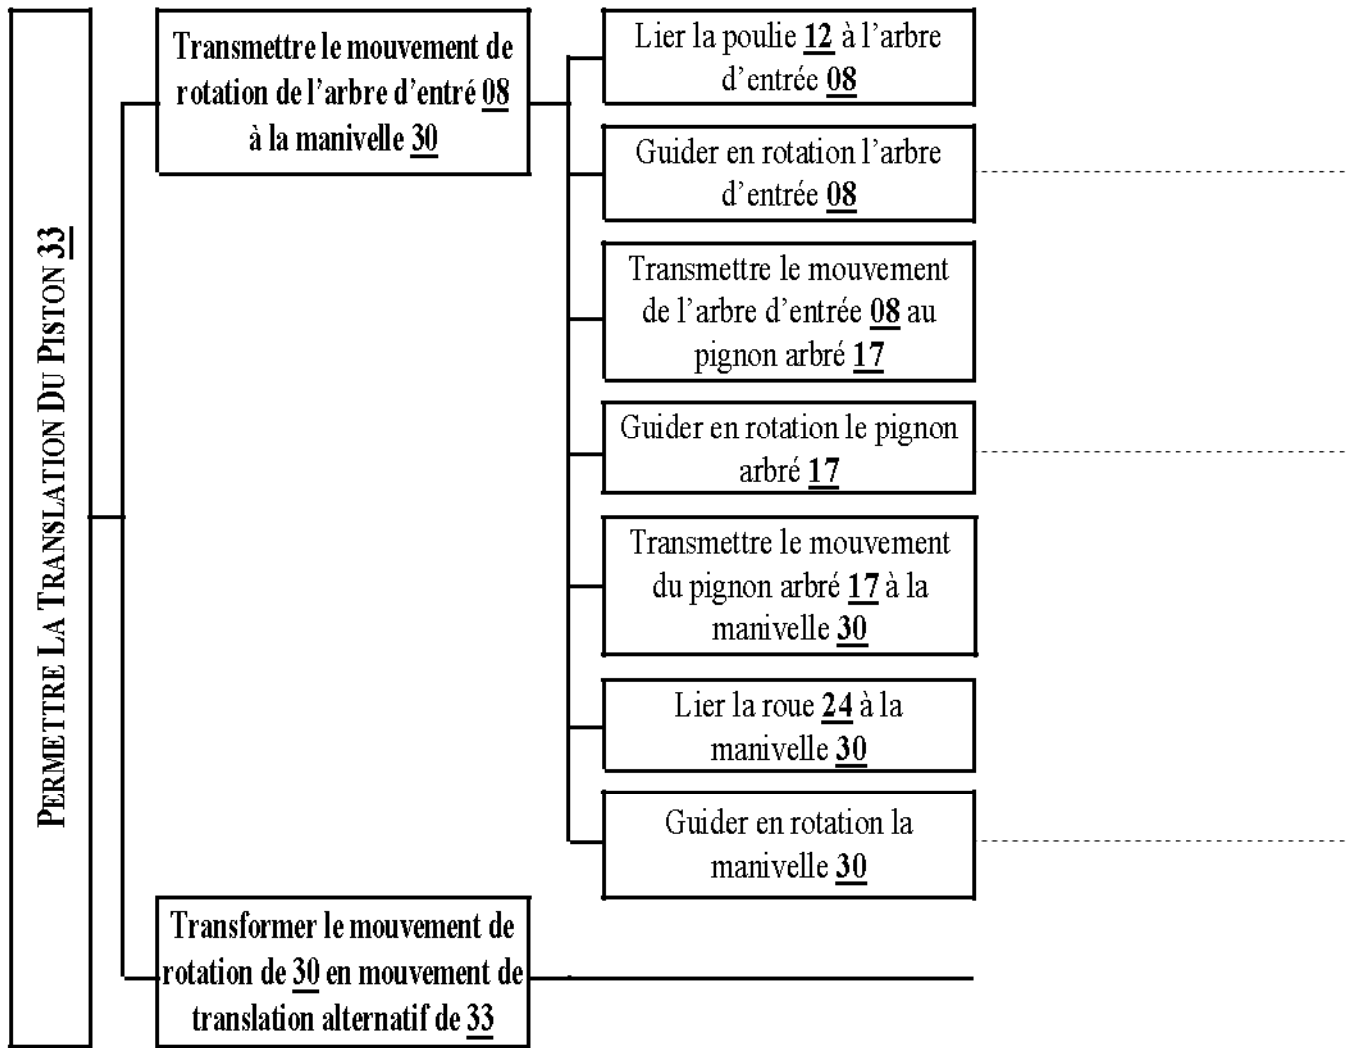 PERMETTRE LA TRANSLATION DU PISTON 33
Transmettre le mouvement de
rotation de l'arbre d'entré 08
à la manivelle 30
Lier la poulie 12 à l'arbre
d'entrée 08
Guider en rotation l'arbre
d'entrée 08
Transmettre le mouvement
de l'arbre d'entrée 08 au
pignon arbré 17
Guider en rotation le pignon
arbré 17
Transmettre le mouvement
du pignon arbré 17 à la
manivelle 30
Lier la roue 24 à la
manivelle 30
Guider en rotation la
manivelle 30
Transformer le mouvement de
rotation de 30 en mouvement de
translation alternatif de 33